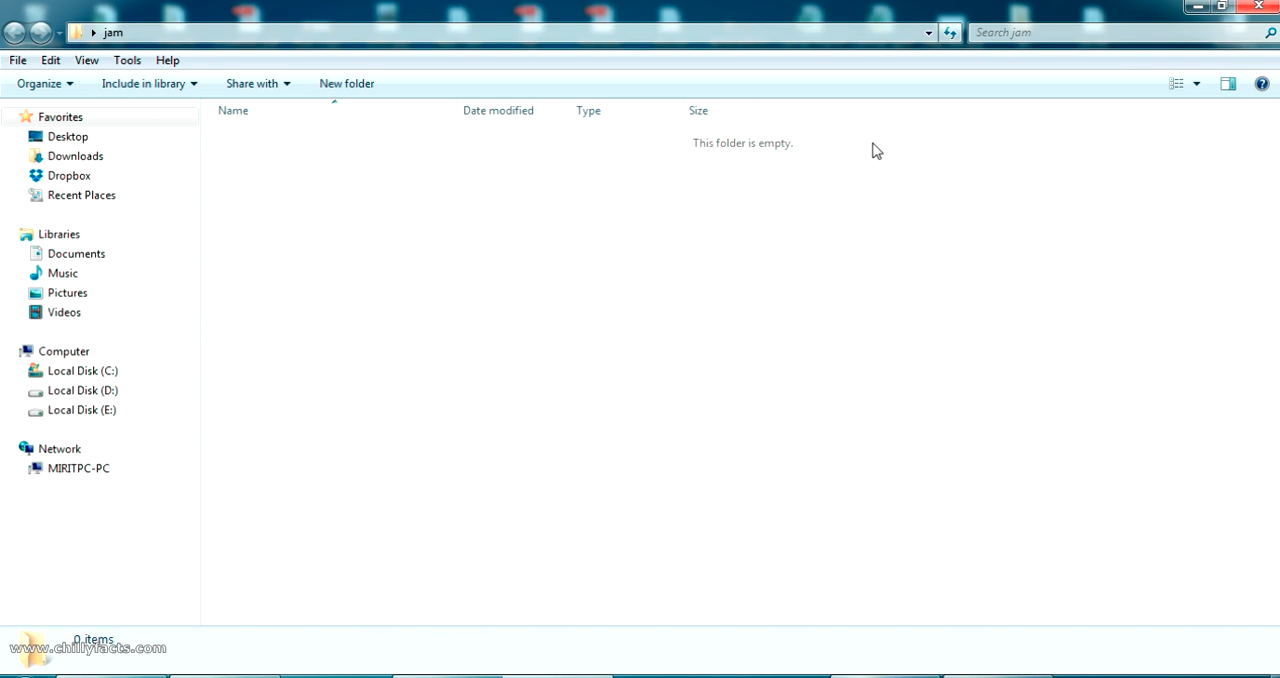 jam
Search jam
File Edit View Tools Help
Organize Include in library Share with New folder
Name Date modified Type Size
This folder is empty.
Favorites
Desktop
Downloads
Dropbox
Recent Places
Libraries
Documents
Music
Pictures
Videos
Computer
Local Disk (C:)
Local Disk (D:)
Local Disk (E:)
Network
MIRITPC-PC
0 items
www.chillyfacts.com